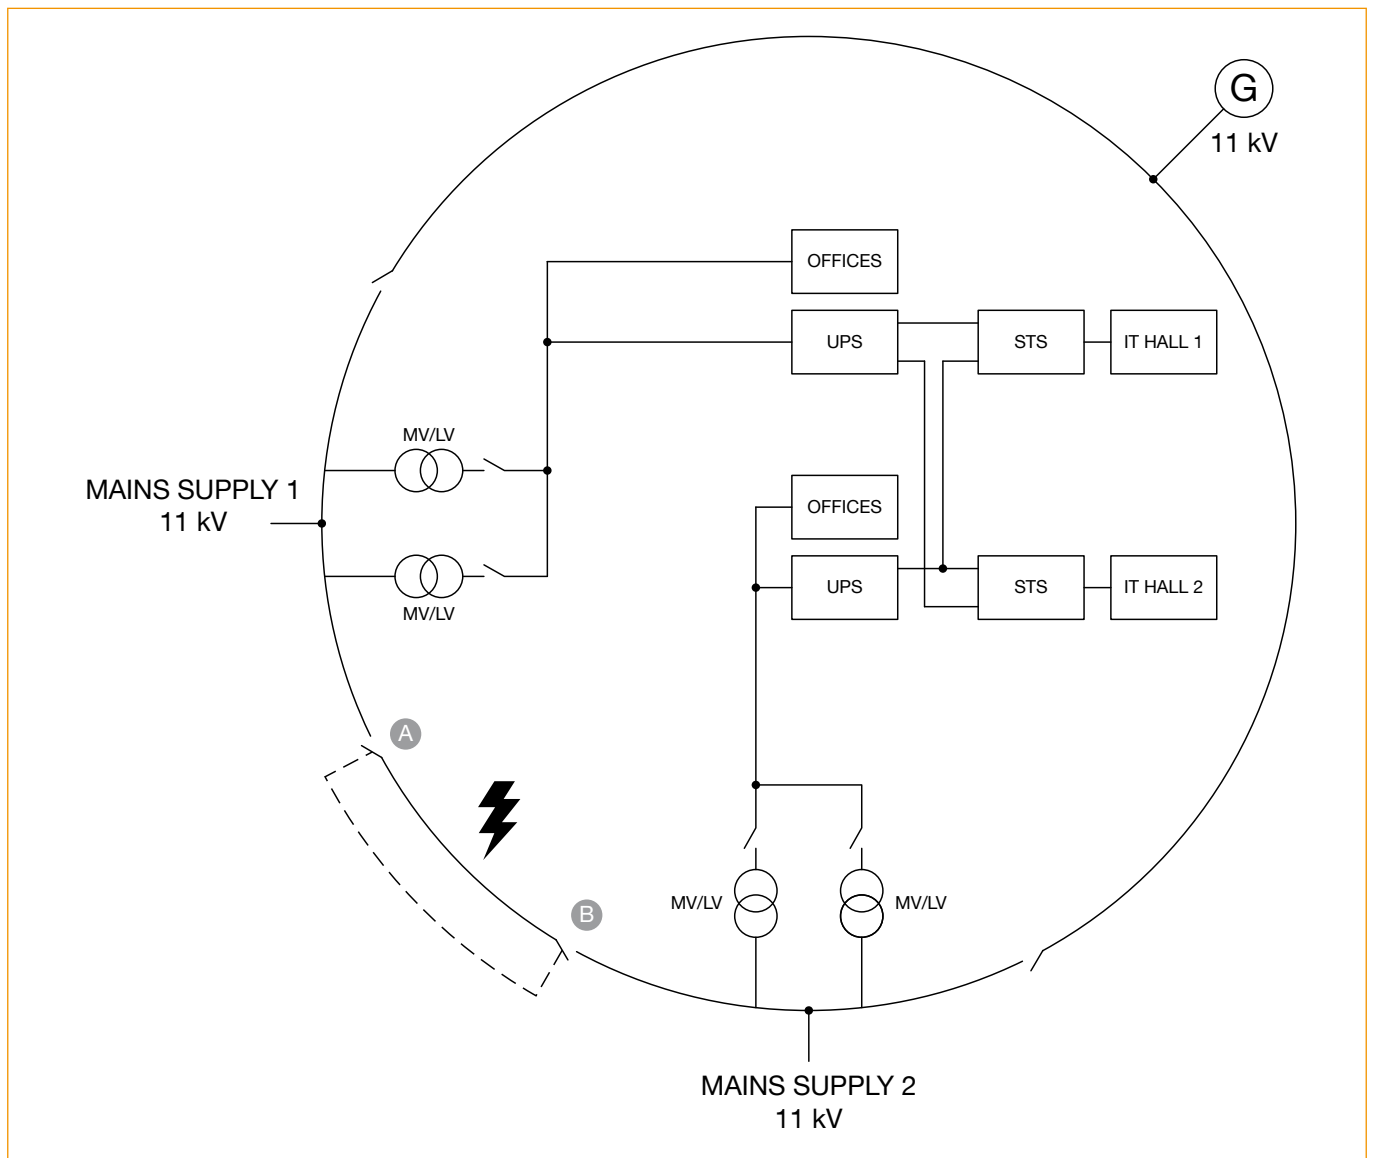 G
11 kV
OFFICES
UPS
STS
IT HALL 1
MV/LV
MAINS SUPPLY 1
11 kV
OFFICES
UPS
STS
IT HALL 2
MV/LV
A
B
MV/LV
MV/LV
MAINS SUPPLY 2
11 kV